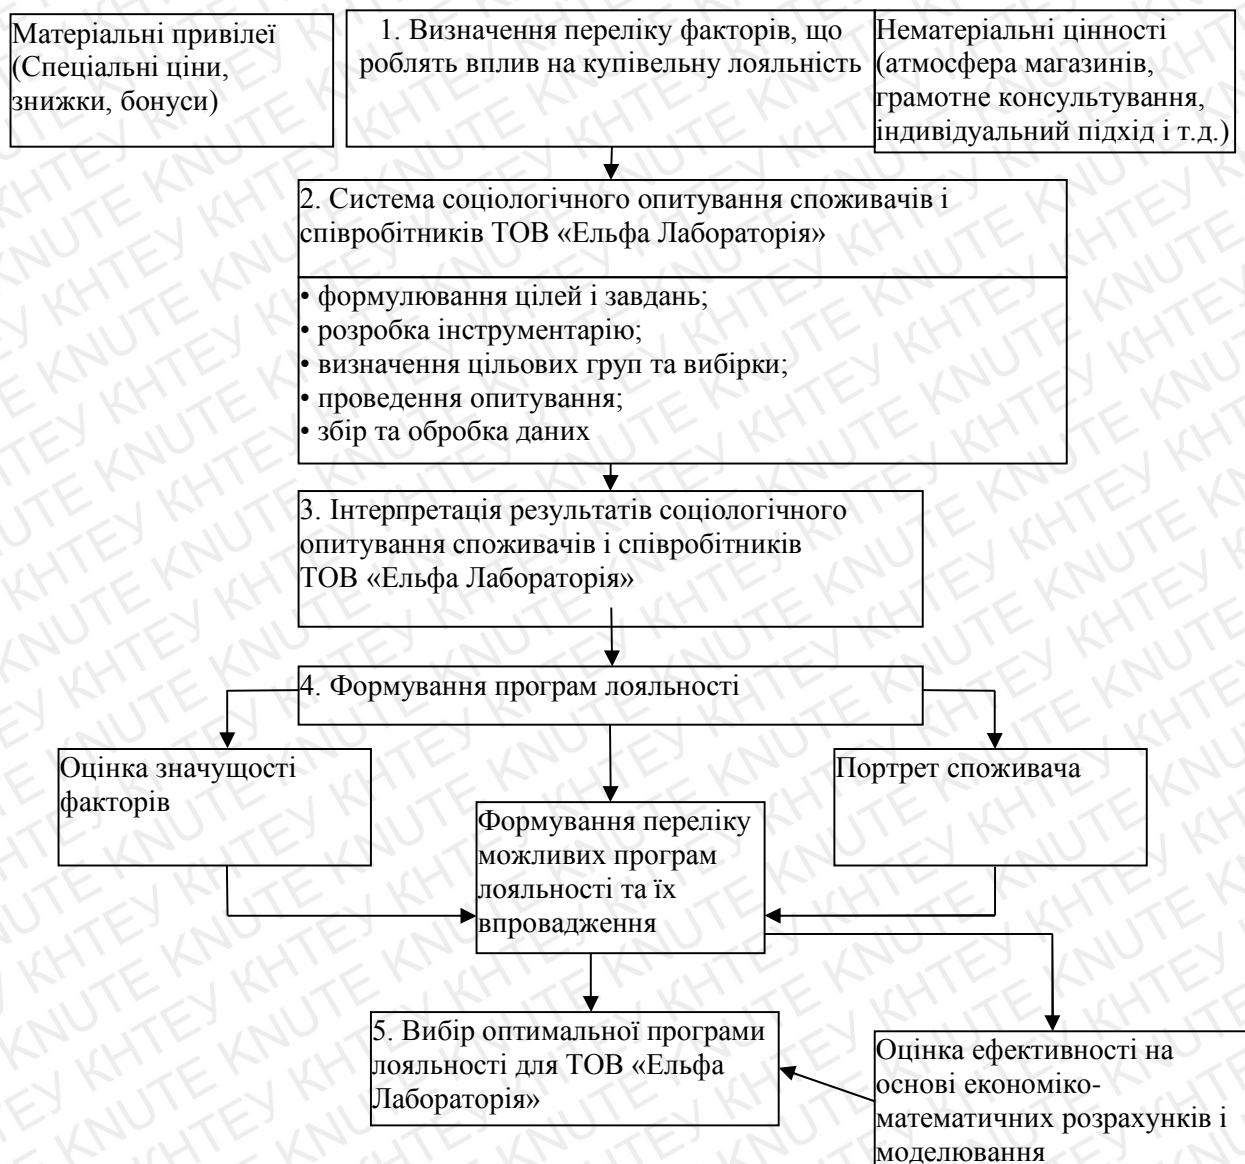 Матеріальні привілеї
(Спеціальні ціни,
знижки, бонуси)
1. Визначення переліку факторів, що
роблять вплив на купівельну лояльність
Нематеріальні цінності
(атмосфера магазинів,
грамотне консультування,
індивідуальний підхід і т.д.)
2. Система соціологічного опитування споживачів і
співробітників ТОВ «Ельфа Лабораторія»
• формулювання цілей і завдань;
• розробка інструментарію;
• визначення цільових груп та вибірки;
• проведення опитування;
• збір та обробка даних
3. Інтерпретація результатів соціологічного
опитування споживачів і співробітників
ТОВ «Ельфа Лабораторія»
4. Формування програм лояльності
Оцінка значущості
факторів
Портрет споживача
Формування переліку
можливих програм
лояльності та їх
впровадження
5. Вибір оптимальної програми
лояльності для ТОВ «Ельфа
Лабораторія»
Оцінка ефективності на
основі економіко-
математичних розрахунків і
моделювання